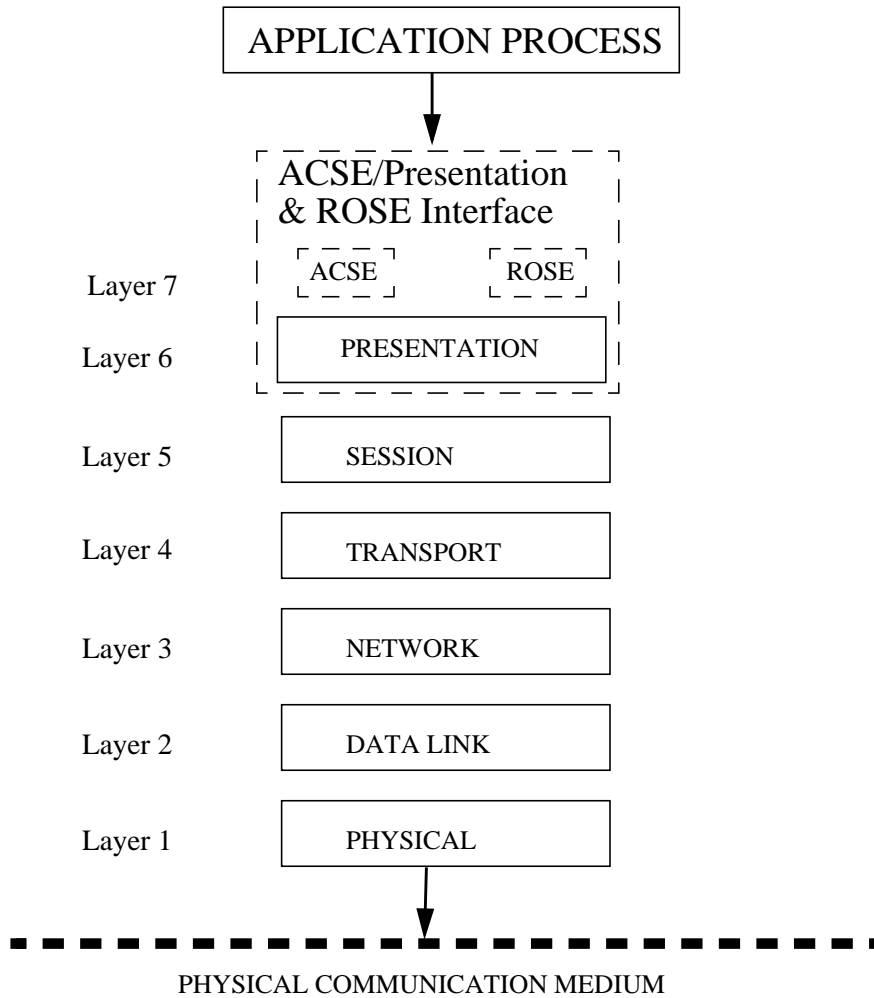 APPLICATION PROCESS
ACSE/Presentation
& ROSE Interface
ACSE ROSE
Layer 7
PRESENTATION
Layer 6
Layer 5 SESSION
Layer 4 TRANSPORT
Layer 3 NETWORK
Layer 2 DATA LINK
Layer 1 PHYSICAL
PHYSICAL COMMUNICATION MEDIUM